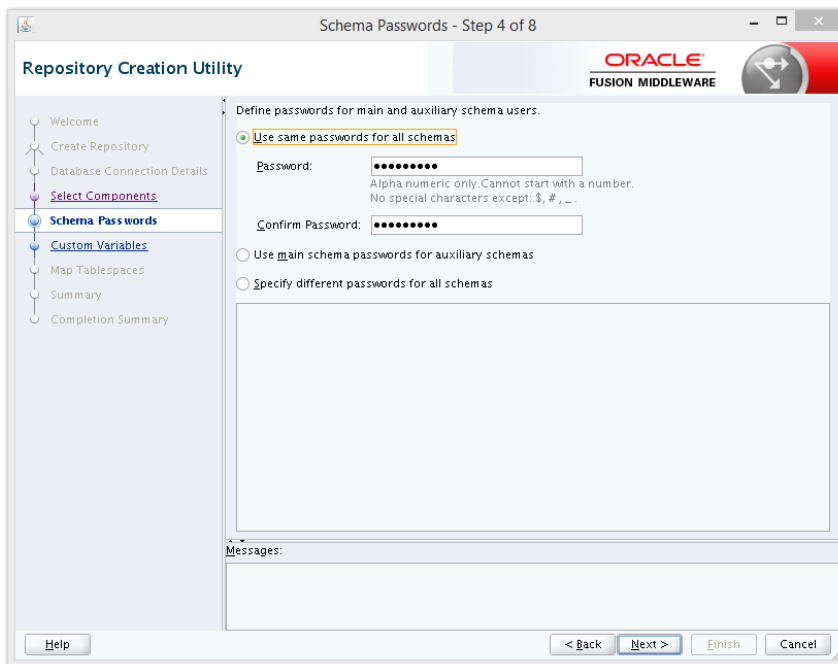 Schema Passwords - Step 4 of 8
Repository Creation Utility
ORACLE
FUSION MIDDLEWARE
Welcome
Create Repository
Database Connection Details
Select Components
Schema Passwords
Custom Variables
Map Tablespaces
Summary
Completion Summary
Define passwords for main and auxiliary schema users.
Use same passwords for all schemas
Password: •••••••••
Alpha numeric only.Cannot start with a number.
No special characters except: $, #, _ .
Confirm Password: •••••••••
Use main schema passwords for auxiliary schemas
Specify different passwords for all schemas
Messages:
Help
< Back
Next >
Finish
Cancel